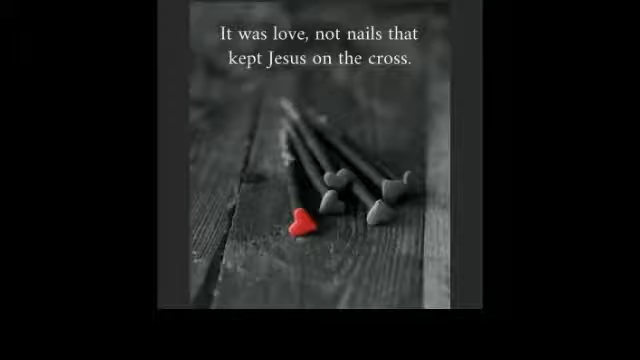 It was love, not nails that
kept Jesus on the cross.